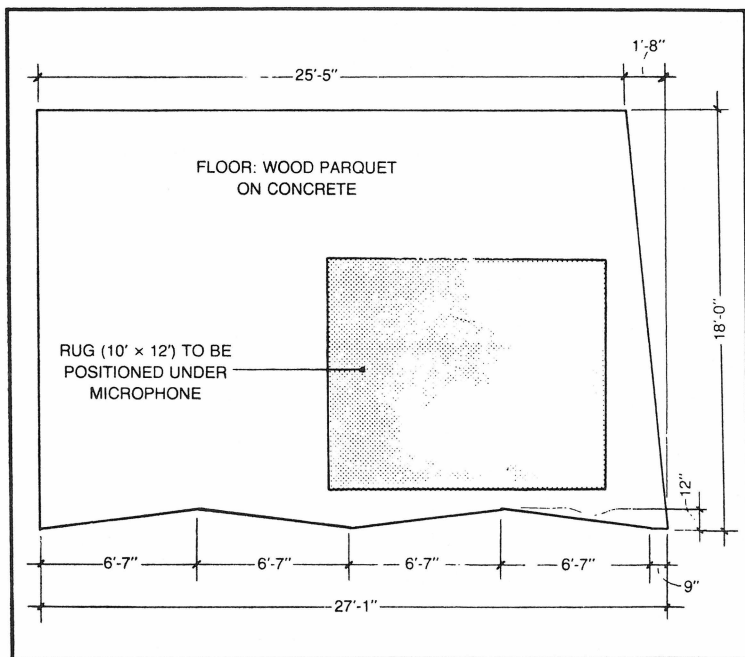 1'-8"
25'-5"
FLOOR: WOOD PARQUET
ON CONCRETE
18'-0"
RUG (10' × 12') TO BE
POSITIONED UNDER
MICROPHONE
12"
6'-7" 6'-7" 6'-7" 6'-7"
9"
27'-1"